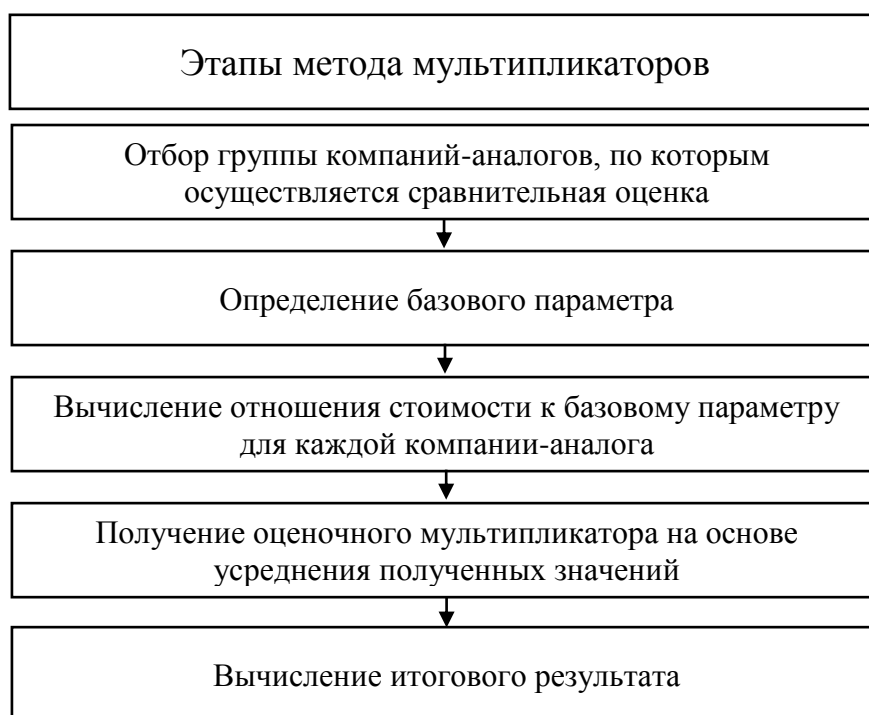 Этапы метода мультипликаторов
Отбор группы компаний-аналогов, по которым
осуществляется сравнительная оценка
Определение базового параметра
Вычисление отношения стоимости к базовому параметру
для каждой компании-аналога
Получение оценочного мультипликатора на основе
усреднения полученных значений
Вычисление итогового результата